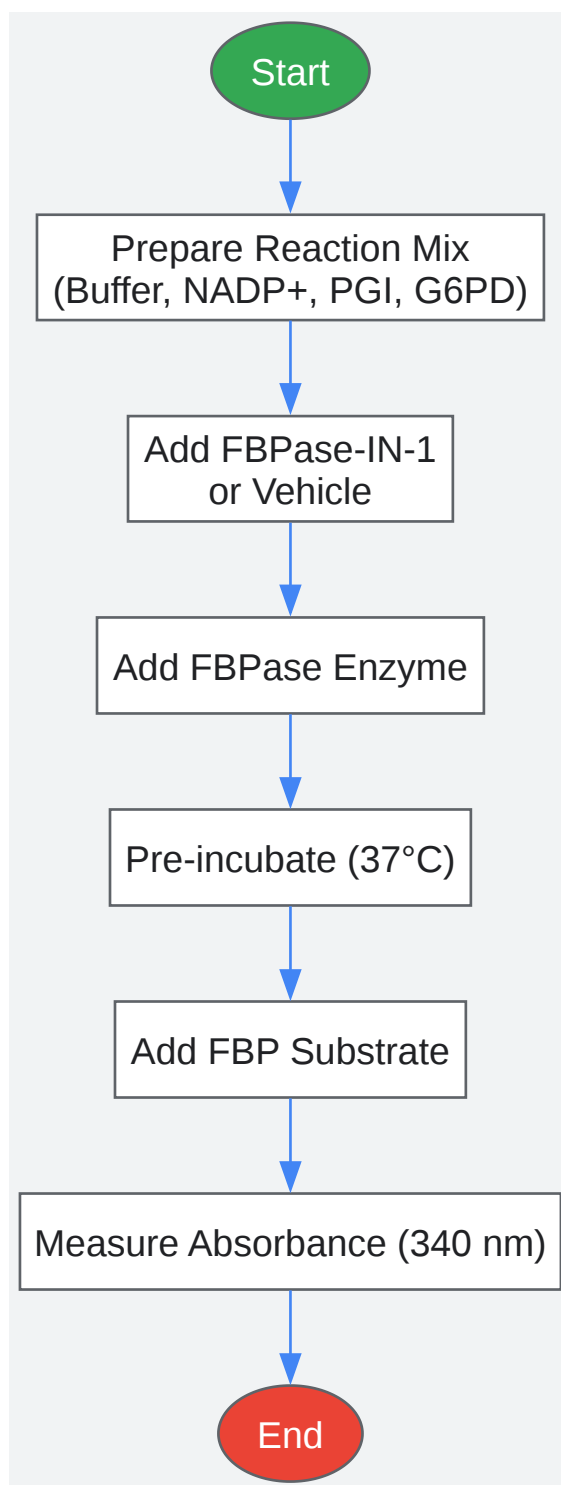 Start
Prepare Reaction Mix
(Buffer, NADP+, PGI, G6PD)
Add FBPase-IN-1
or Vehicle
Add FBPase Enzyme
Pre-incubate (37°C)
Add FBP Substrate
Measure Absorbance (340 nm)
End